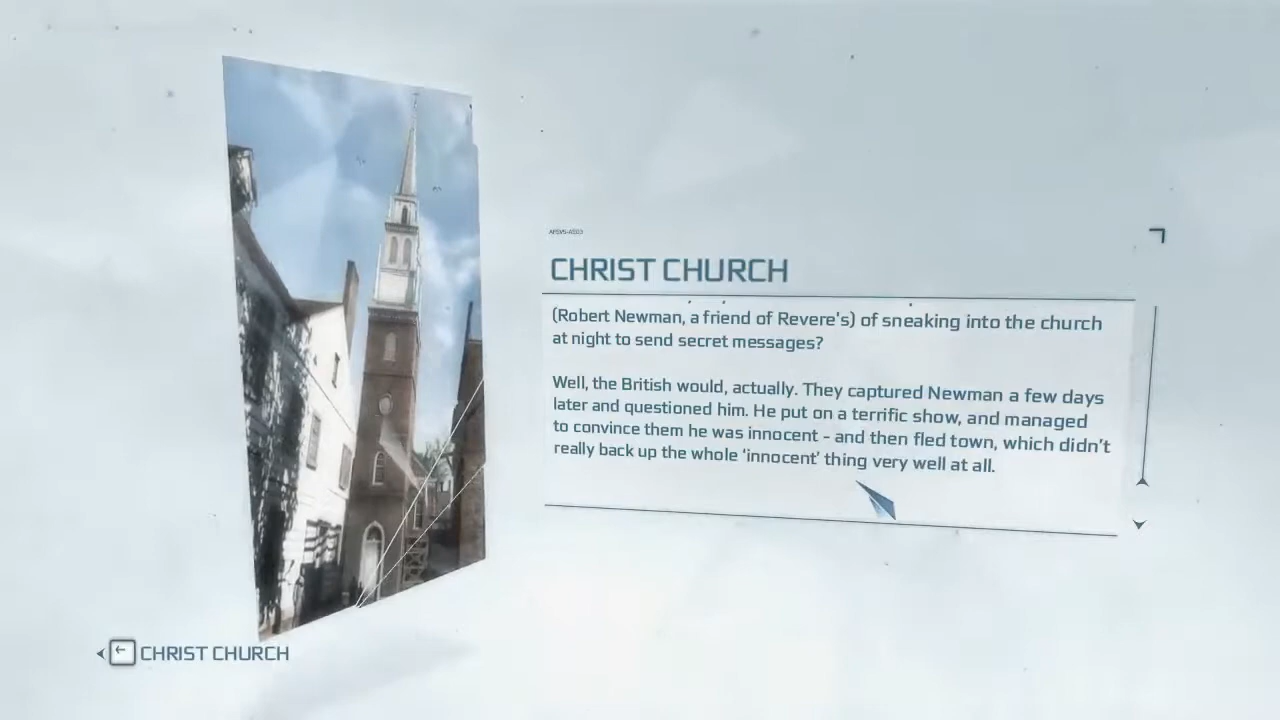 CHRIST CHURCH
(Robert Newman, a friend of Revere's) of sneaking into the church
at night to send secret messages?
Well, the British would, actually. They captured Newman a few days
later and questioned him. He put on a terrific show, and managed
to convince them he was innocent - and then fled town, which didn't
really back up the whole 'innocent' thing very well at all.
CHRIST CHURCH